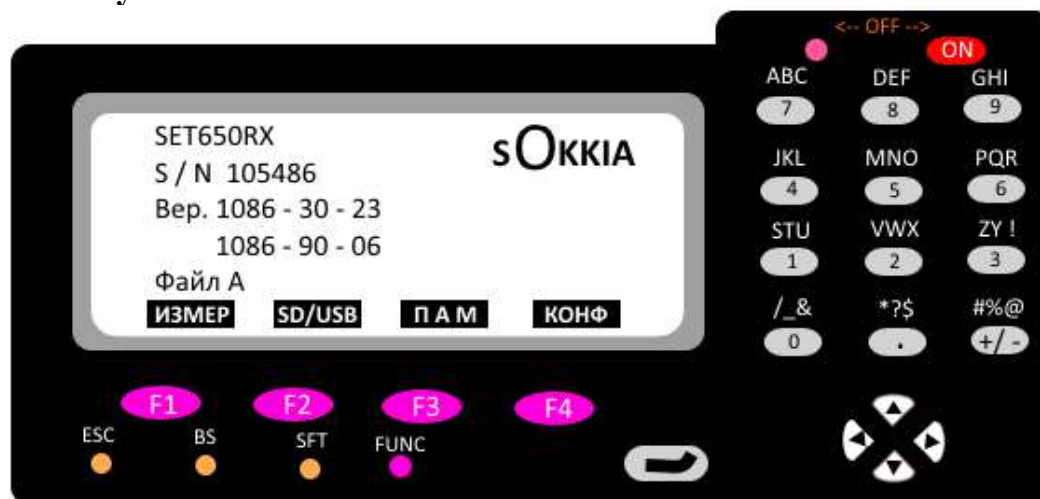 <-- OFF -->
ON
ABC DEF GHI
7 8 9
SET650RX
SOKKIA
S / N 105486
JKL MNO PQR
4 5 6
Вер. 1086 - 30 - 23
1086 - 90 - 06
STU VWX ZY !
1 2 3
Файл А
ИЗМЕР SD/USB П А М КОНФ
/_& *?$ #%@
0 . +/ -
F1 F2 F3 F4
ESC BS SFT FUNC